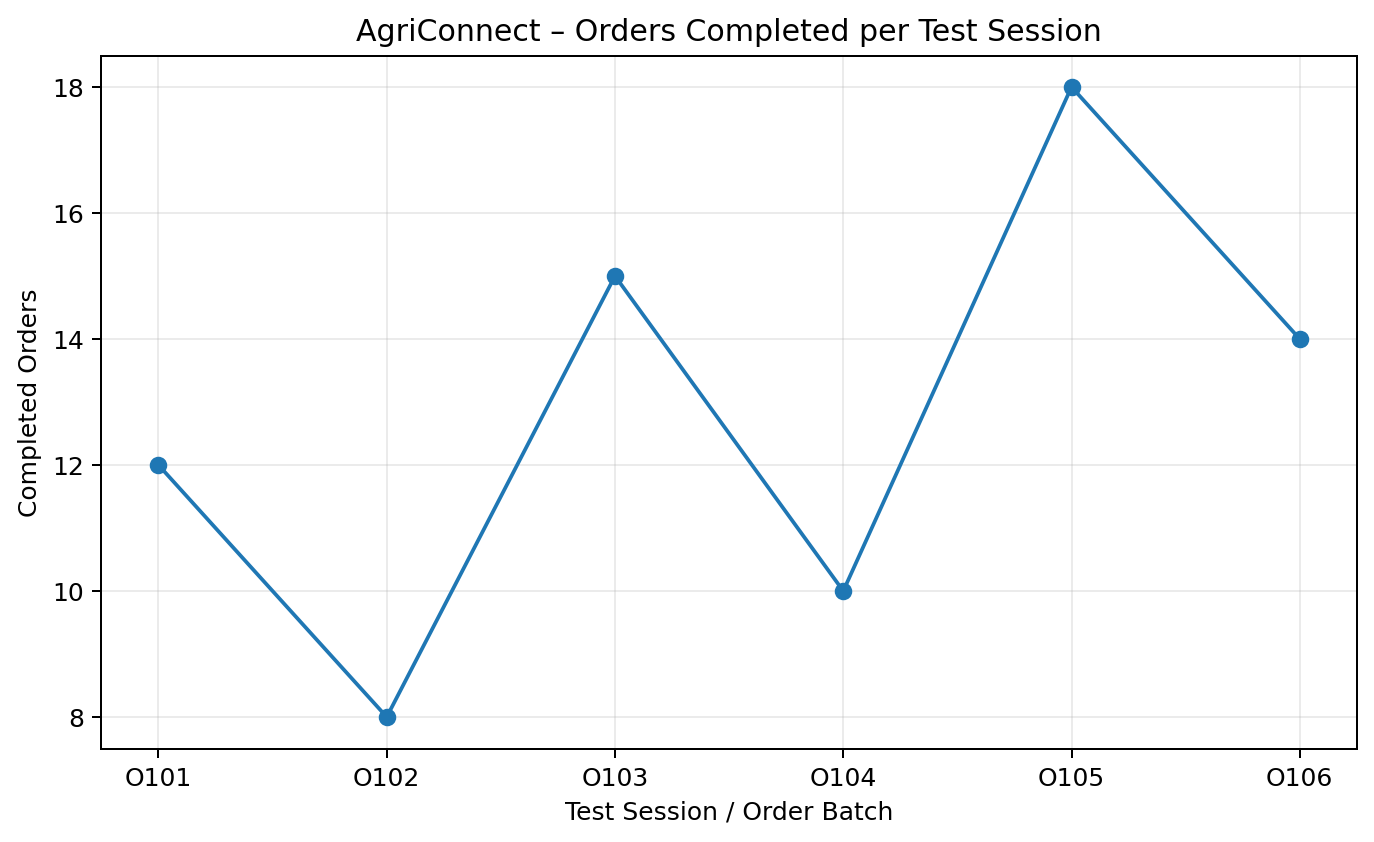 AgriConnect – Orders Completed per Test Session
18
16
14
12
10
8
Completed Orders
O101 O102 O103 O104 O105 O106
Test Session / Order Batch